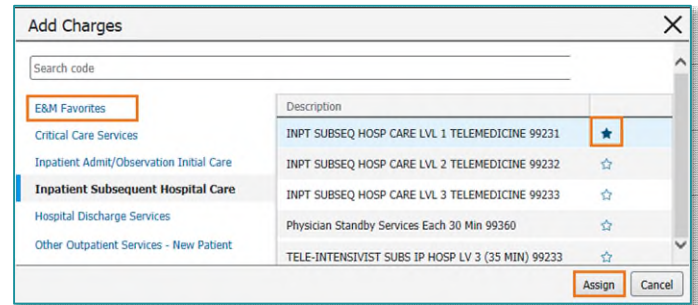 Add Charges
Search code
E&M Favorites
Critical Care Services
Inpatient Admit/Observation Initial Care
Inpatient Subsequent Hospital Care
Hospital Discharge Services
Other Outpatient Services - New Patient
Description
INPT SUBSEQ HOSP CARE LVL 1 TELEMEDICINE 99231
INPT SUBSEQ HOSP CARE LVL 2 TELEMEDICINE 99232
INPT SUBSEQ HOSP CARE LVL 3 TELEMEDICINE 99233
Physician Standby Services Each 30 Min 99360
TELE-INTENSIVIST SUBS IP HOSP LV 3 (35 MIN) 99233
Assign Cancel